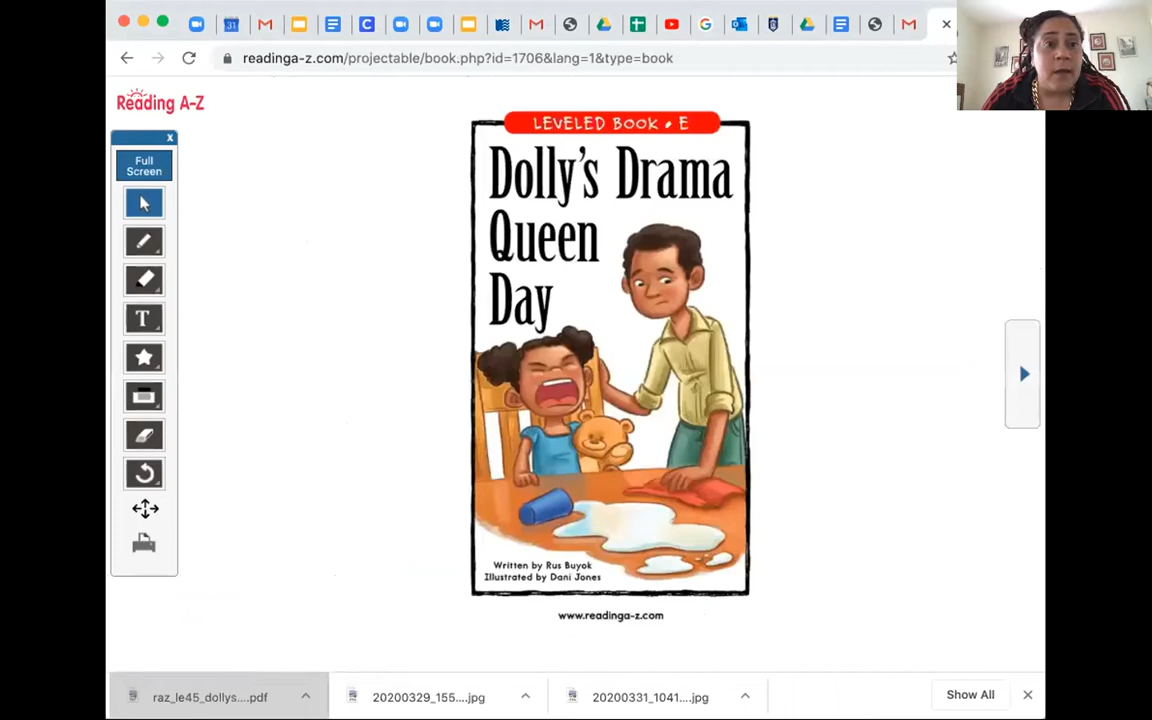 31
C
G
readinga-z.com/projectable/book.php?id=1706&lang=1&type=book
Reading A-Z
x
Full
Screen
T
LEVELED BOOK • E
Dolly's Drama
Queen
Day
Written by Rus Buyok
Illustrated by Dani Jones
www.readinga-z.com
raz_le45_dollys....pdf
20200329_155....jpg
20200331_1041....jpg
Show All